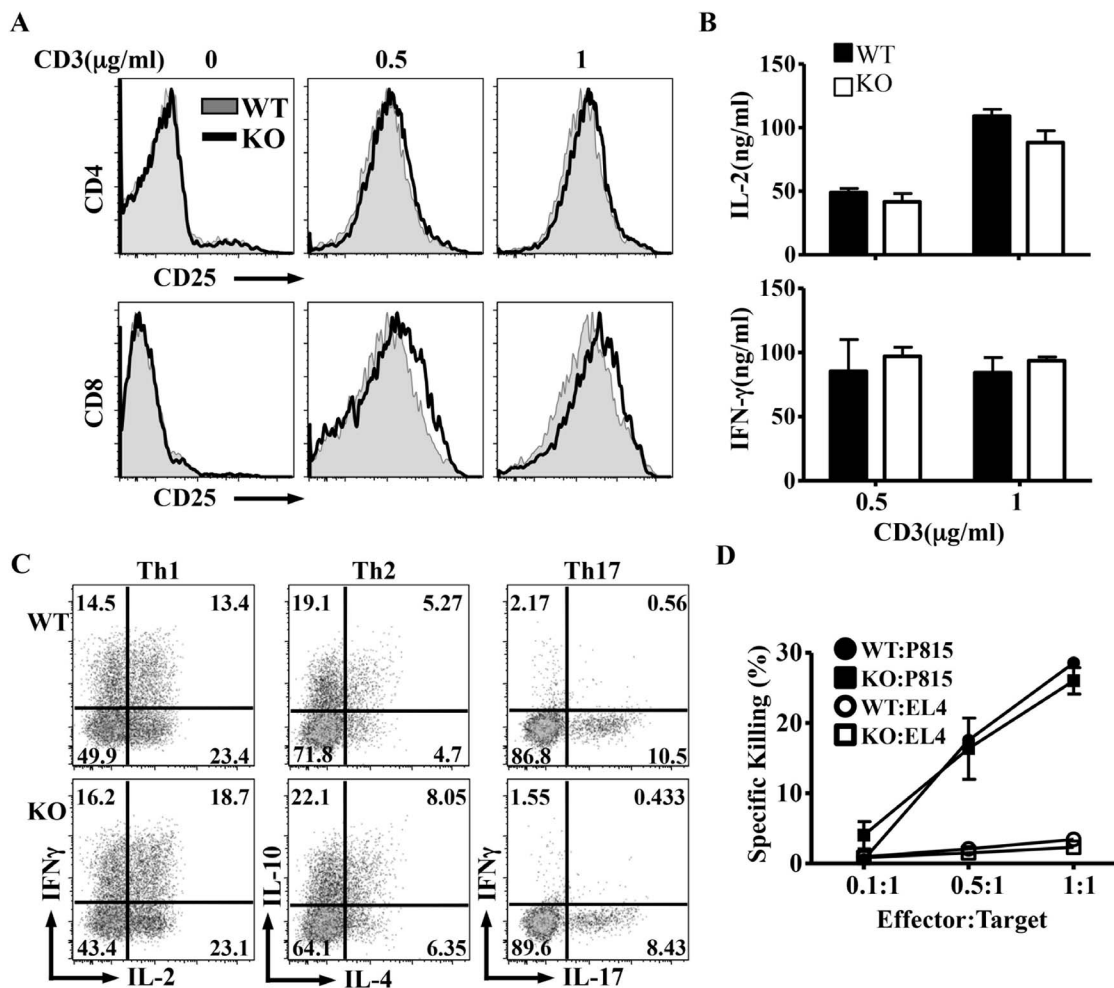 A
CD3(μg/ml) 0 0.5 1
WT
KO
CD4
CD25
CD8
CD25
B
WT
KO
IL-2(ng/ml)
150
100
50
0
IFN-γ(ng/ml)
150
100
50
0
0.5 1
CD3(μg/ml)
C
Th1 Th2 Th17
WT
14.5 13.4 19.1 5.27 2.17 0.56
49.9 23.4 71.8 4.7 86.8 10.5
KO
16.2 18.7 22.1 8.05 1.55 0.433
43.4 23.1 64.1 6.35 89.6 8.43
IFNγ IL-10 IFNγ
IL-2 IL-4 IL-17
D
WT:P815
KO:P815
WT:EL4
KO:EL4
Specific Killing (%)
30
20
10
0
0.1:1 0.5:1 1:1
Effector:Target